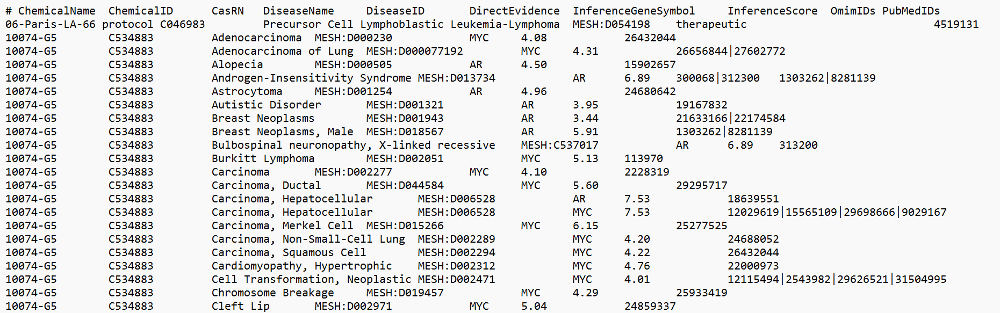 # ChemicalName ChemicalID CasRN DiseaseName DiseaseID DirectEvidence InferenceGeneSymbol InferenceScore OmimIDs PubMedIDs
06-Paris-LA-66 protocol C046983 Precursor Cell Lymphoblastic Leukemia-Lymphoma MESH:D054198 therapeutic 4519131
10074-G5 C534883 Adenocarcinoma MESH:D000230 MYC 4.08 26432044
10074-G5 C534883 Adenocarcinoma of Lung MESH:D000077192 MYC 4.31 26656844|27602772
10074-G5 C534883 Alopecia MESH:D000505 AR 4.50 15902657
10074-G5 C534883 Androgen-Insensitivity Syndrome MESH:D013734 AR 6.89 300068|312300 1303262|8281139
10074-G5 C534883 Astrocytoma MESH:D001254 AR 4.96 24680642
10074-G5 C534883 Autistic Disorder MESH:D001321 AR 3.95 19167832
10074-G5 C534883 Breast Neoplasms MESH:D001943 AR 3.44 21633166|22174584
10074-G5 C534883 Breast Neoplasms, Male MESH:D018567 AR 5.91 1303262|8281139
10074-G5 C534883 Bulbospinal neuronopathy, X-linked recessive MESH:C537017 AR 6.89 313200
10074-G5 C534883 Burkitt Lymphoma MESH:D002051 MYC 5.13 113970
10074-G5 C534883 Carcinoma MESH:D002277 MYC 4.10 2228319
10074-G5 C534883 Carcinoma, Ductal MESH:D044584 MYC 5.60 29295717
10074-G5 C534883 Carcinoma, Hepatocellular MESH:D006528 AR 7.53 18639551
10074-G5 C534883 Carcinoma, Hepatocellular MESH:D006528 MYC 7.53 12029619|15565109|29698666|9029167
10074-G5 C534883 Carcinoma, Merkel Cell MESH:D015266 MYC 6.15 25277525
10074-G5 C534883 Carcinoma, Non-Small-Cell Lung MESH:D002289 MYC 4.20 24688052
10074-G5 C534883 Carcinoma, Squamous Cell MESH:D002294 MYC 4.22 26432044
10074-G5 C534883 Cardiomyopathy, Hypertrophic MESH:D002312 MYC 4.76 22000973
10074-G5 C534883 Cell Transformation, Neoplastic MESH:D002471 MYC 4.01 12115494|2543982|29626521|31504995
10074-G5 C534883 Chromosome Breakage MESH:D019457 MYC 4.29 25933419
10074-G5 C534883 Cleft Lip MESH:D002971 MYC 5.04 24859337